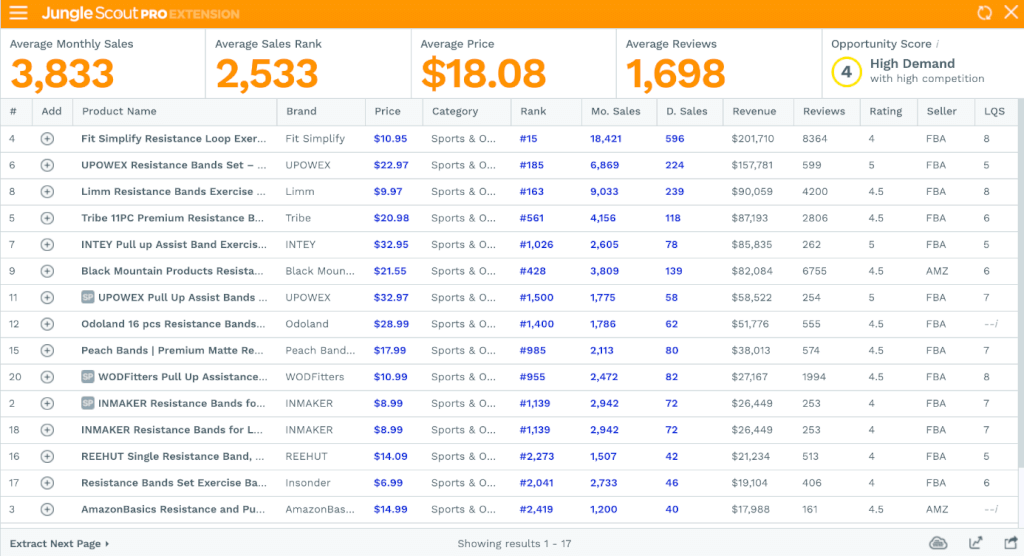 Jungle Scout PRO EXTENSION
Average Monthly Sales
3,833
Average Sales Rank
2,533
Average Price
$18.08
Average Reviews
1,698
Opportunity Score i
4
High Demand
with high competition
# Add Product Name Brand Price Category Rank Mo. Sales D. Sales Revenue Reviews Rating Seller LQS
4 Fit Simplify Resistance Loop Exer... Fit Simplify $10.95 Sports & O... #15 18,421 596 $201,710 8364 4 FBA 8
6 UPOWEX Resistance Bands Set – ... UPOWEX $22.97 Sports & O... #185 6,869 224 $157,781 599 5 FBA 5
8 Limm Resistance Bands Exercise ... Limm $9.97 Sports & O... #163 9,033 239 $90,059 4200 4.5 FBA 8
5 Tribe 11PC Premium Resistance B... Tribe $20.98 Sports & O... #561 4,156 118 $87,193 2806 4.5 FBA 6
7 INTEY Pull up Assist Band Exercis... INTEY $32.95 Sports & O... #1,026 2,605 78 $85,835 262 5 FBA 5
9 Black Mountain Products Resista... Black Moun... $21.55 Sports & O... #428 3,809 139 $82,084 6755 4.5 AMZ 6
11 SP UPOWEX Pull Up Assist Bands ... UPOWEX $32.97 Sports & O... #1,500 1,775 58 $58,522 254 5 FBA 7
12 Odoland 16 pcs Resistance Bands... Odoland $28.99 Sports & O... #1,400 1,786 62 $51,776 555 4.5 FBA --i
15 Peach Bands | Premium Matte Re... Peach Band... $17.99 Sports & O... #985 2,113 80 $38,013 574 4.5 FBA 7
20 SP WODFitters Pull Up Assistance... WODFitters $10.99 Sports & O... #955 2,472 82 $27,167 1994 4.5 FBA 8
2 SP INMAKER Resistance Bands fo... INMAKER $8.99 Sports & O... #1,139 2,942 72 $26,449 253 4 FBA 7
18 INMAKER Resistance Bands for L... INMAKER $8.99 Sports & O... #1,139 2,942 72 $26,449 253 4 FBA 7
16 REEHUT Single Resistance Band, ... REEHUT $14.09 Sports & O... #2,273 1,507 42 $21,234 513 4 FBA 5
17 Resistance Bands Set Exercise Ba... Insonder $6.99 Sports & O... #2,041 2,733 46 $19,104 406 4 FBA 6
3 AmazonBasics Resistance and Pu... AmazonBas... $14.99 Sports & O... #2,419 1,200 40 $17,988 161 4.5 AMZ --i
Extract Next Page
Showing results 1 - 17